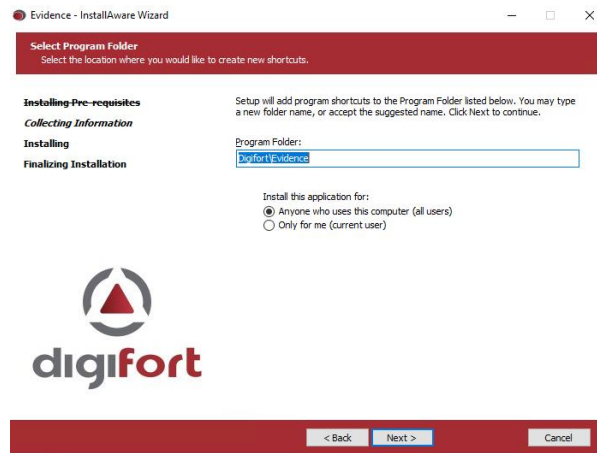 Evidence - InstallAware Wizard
Select Program Folder
Select the location where you would like to create new shortcuts.
Installing Pre-requisites
Collecting Information
Installing
Finalizing Installation
Setup will add program shortcuts to the Program Folder listed below. You may type
a new folder name, or accept the suggested name. Click Next to continue.
Program Folder:
Digifort\Evidence
Install this application for:
Anyone who uses this computer (all users)
Only for me (current user)
digifort
< Back
Next >
Cancel